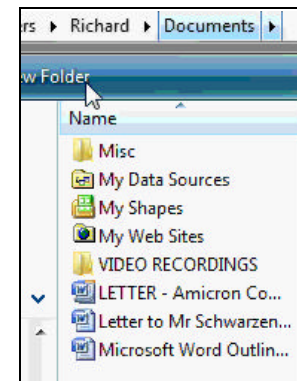 rs ▸ Richard ▸ Documents ▸
ew Folder
Name
Misc
My Data Sources
My Shapes
My Web Sites
VIDEO RECORDINGS
LETTER - Amicron Co...
Letter to Mr Schwarzen...
Microsoft Word Outlin...